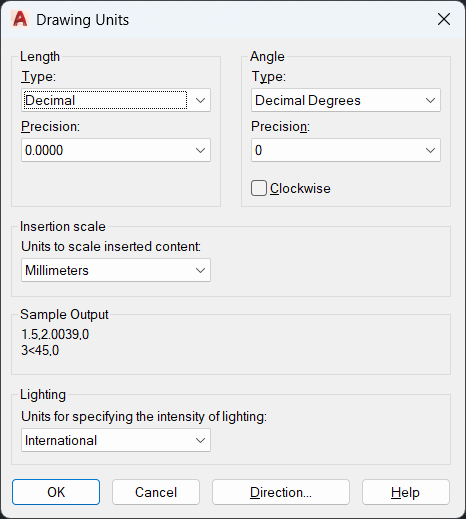 A Drawing Units
Length
Type:
Decimal
Precision:
0.0000
Angle
Type:
Decimal Degrees
Precision:
0
Clockwise
Insertion scale
Units to scale inserted content:
Millimeters
Sample Output
1.5,2.0039,0
3<45,0
Lighting
Units for specifying the intensity of lighting:
International
OK Cancel Direction... Help